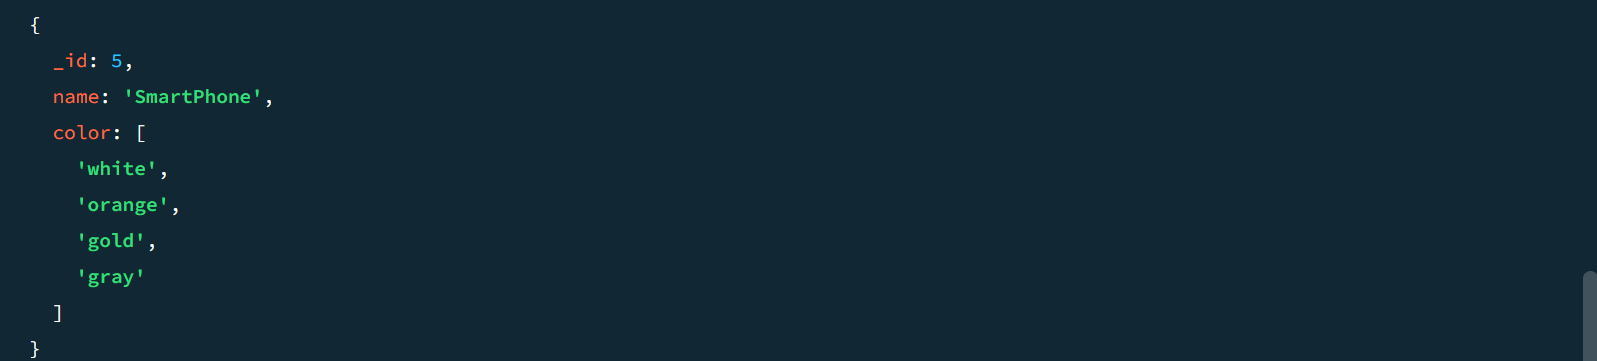 {
  _id: 5,
  name: 'SmartPhone',
  color: [
    'white',
    'orange',
    'gold',
    'gray'
  ]
}